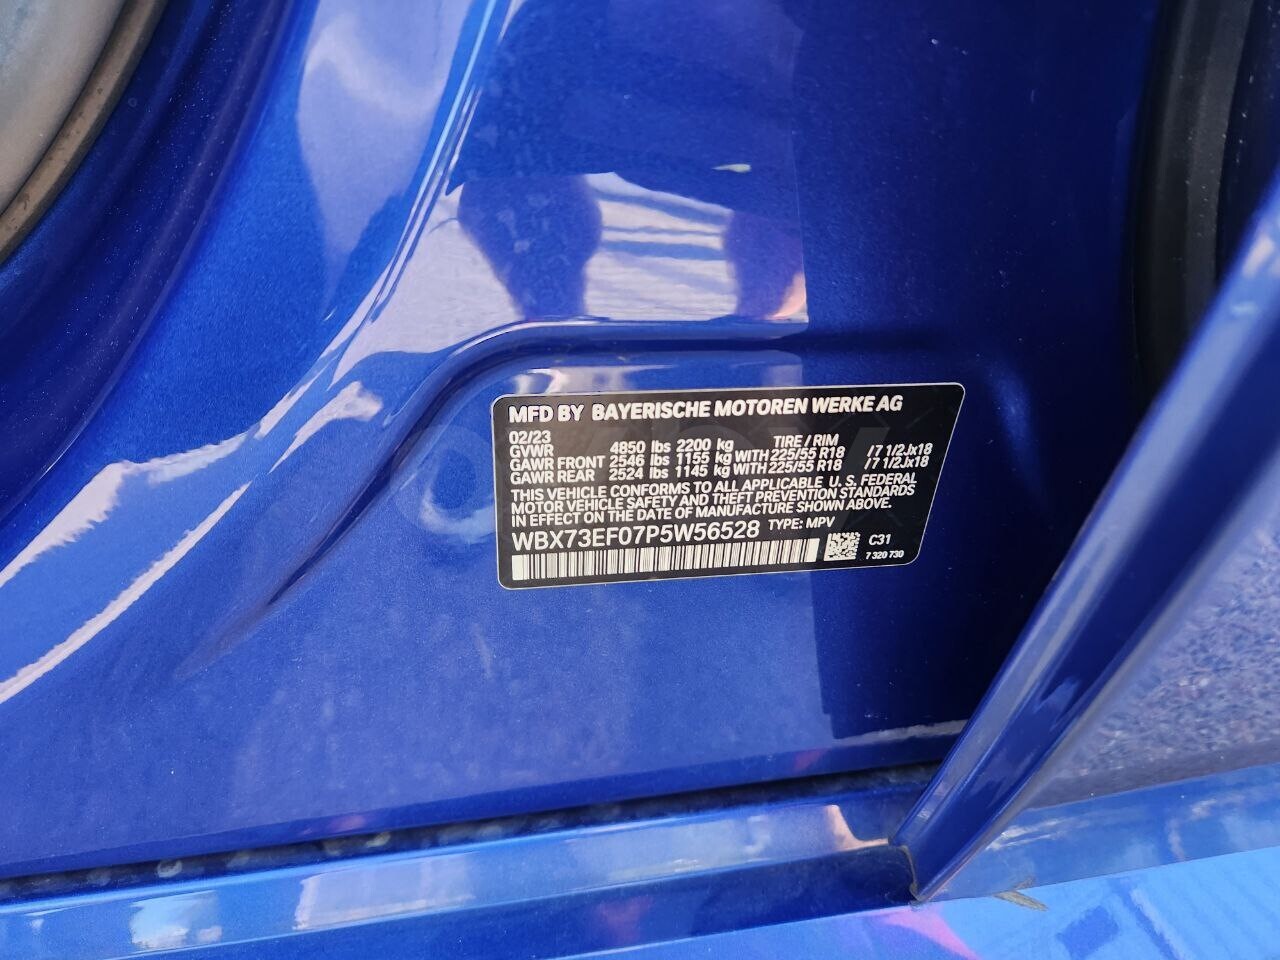 MFD BY BAYERISCHE MOTOREN WERKE AG
02/23
GVWR 4850 lbs 2200 kg TIRE / RIM
GAWR FRONT 2546 lbs 1155 kg WITH 225/55 R18 /7 1/2Jx18
GAWR REAR 2524 lbs 1145 kg WITH 225/55 R18 /7 1/2Jx18
THIS VEHICLE CONFORMS TO ALL APPLICABLE U.S. FEDERAL
MOTOR VEHICLE SAFETY AND THEFT PREVENTION STANDARDS
IN EFFECT ON THE DATE OF MANUFACTURE SHOWN ABOVE.
WBX73EF07P5W56528 TYPE: MPV
C31
7 320 730